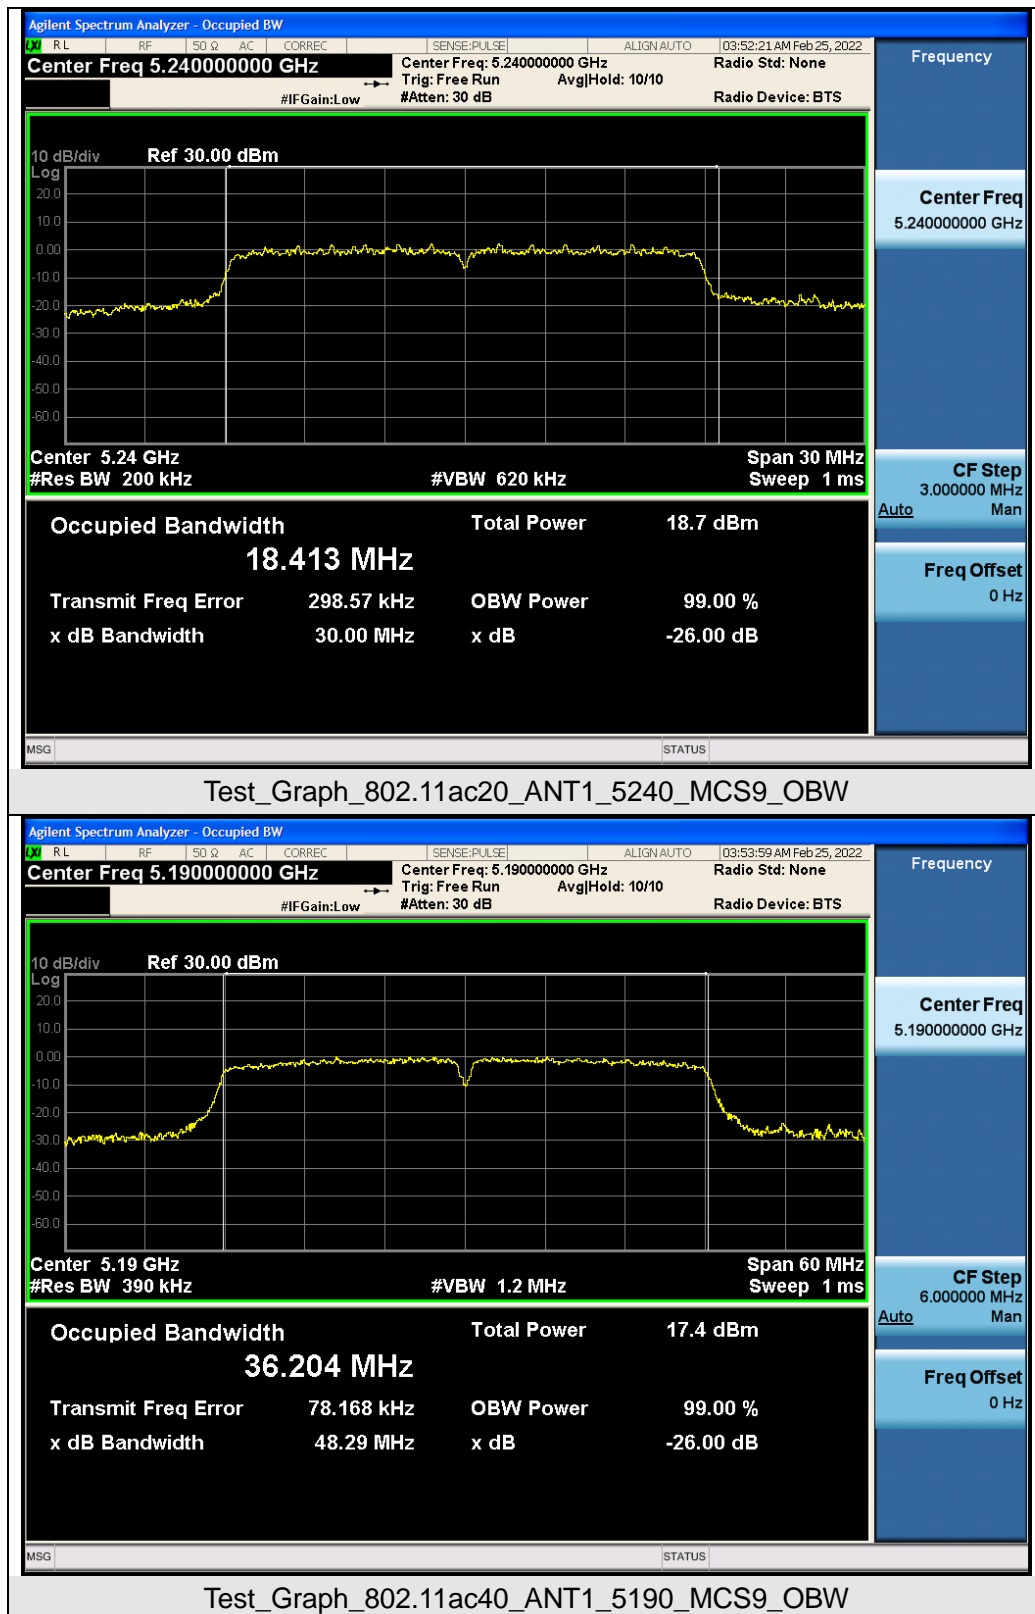 Agilent Spectrum Analyzer - Occupied BW
LXI RL RF 50 Ω AC CORREC SENSE:PULSE ALIGN AUTO 03:52:21 AM Feb 25, 2022
Center Freq 5.240000000 GHz
Center Freq: 5.240000000 GHz Radio Std: None
Trig: Free Run Avg|Hold: 10/10
#IFGain:Low #Atten: 30 dB Radio Device: BTS
10 dB/div Ref 30.00 dBm
Log
20.0
10.0
0.00
-10.0
-20.0
-30.0
-40.0
-50.0
-60.0
Center 5.24 GHz Span 30 MHz
#Res BW 200 kHz #VBW 620 kHz Sweep 1 ms
Occupied Bandwidth Total Power 18.7 dBm
18.413 MHz
Transmit Freq Error 298.57 kHz OBW Power 99.00 %
x dB Bandwidth 30.00 MHz x dB -26.00 dB
MSG STATUS
Frequency
Center Freq
5.240000000 GHz
CF Step
3.000000 MHz
Auto Man
Freq Offset
0 Hz
Test_Graph_802.11ac20_ANT1_5240_MCS9_OBW
Agilent Spectrum Analyzer - Occupied BW
LXI RL RF 50 Ω AC CORREC SENSE:PULSE ALIGN AUTO 03:53:59 AM Feb 25, 2022
Center Freq 5.190000000 GHz
Center Freq: 5.190000000 GHz Radio Std: None
Trig: Free Run Avg|Hold: 10/10
#IFGain:Low #Atten: 30 dB Radio Device: BTS
10 dB/div Ref 30.00 dBm
Log
20.0
10.0
0.00
-10.0
-20.0
-30.0
-40.0
-50.0
-60.0
Center 5.19 GHz Span 60 MHz
#Res BW 390 kHz #VBW 1.2 MHz Sweep 1 ms
Occupied Bandwidth Total Power 17.4 dBm
36.204 MHz
Transmit Freq Error 78.168 kHz OBW Power 99.00 %
x dB Bandwidth 48.29 MHz x dB -26.00 dB
MSG STATUS
Frequency
Center Freq
5.190000000 GHz
CF Step
6.000000 MHz
Auto Man
Freq Offset
0 Hz
Test_Graph_802.11ac40_ANT1_5190_MCS9_OBW